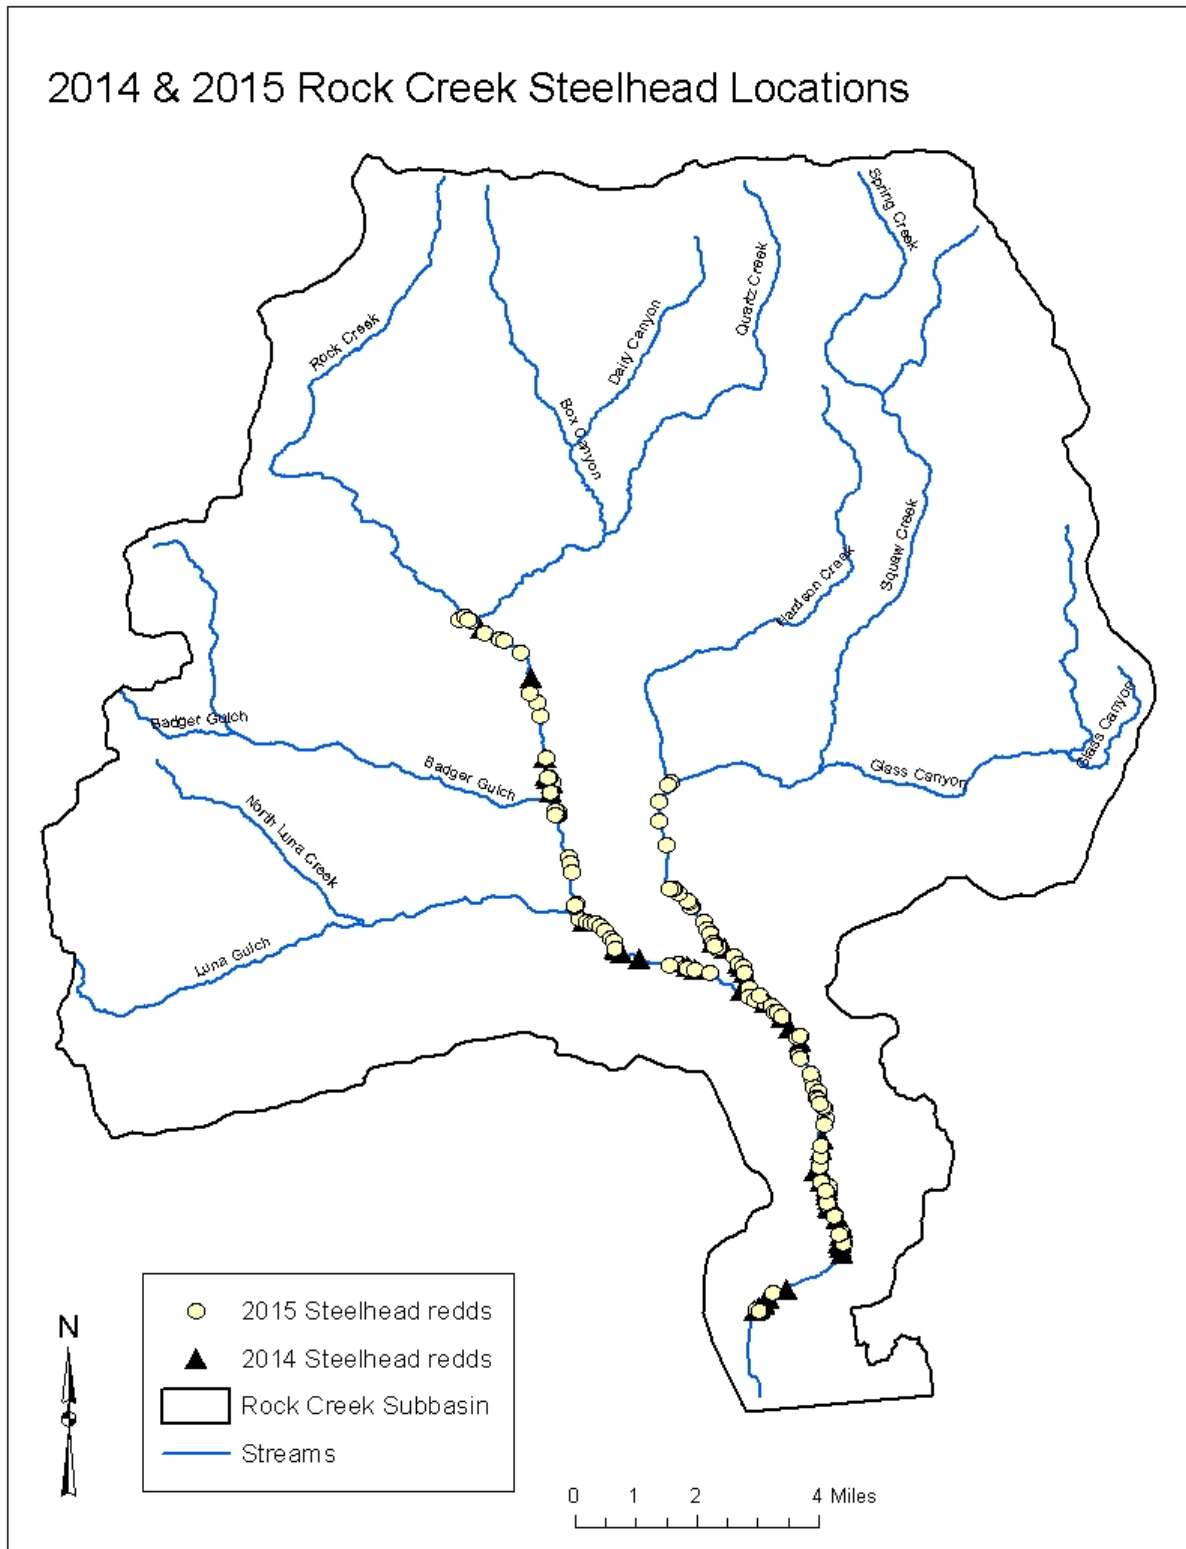 2014 & 2015 Rock Creek Steelhead Locations
Spring Creek
Quartz Creek
Rock Creek
Daily Canyon
Box Canyon
Squaw Creek
Harrison Creek
Glass Canyon
Badger Gulch
Badger Gulch
Glass Canyon
North Luna Creek
Luna Gulch
2015 Steelhead redds
2014 Steelhead redds
Rock Creek Subbasin
Streams
N
0 1 2 4 Miles